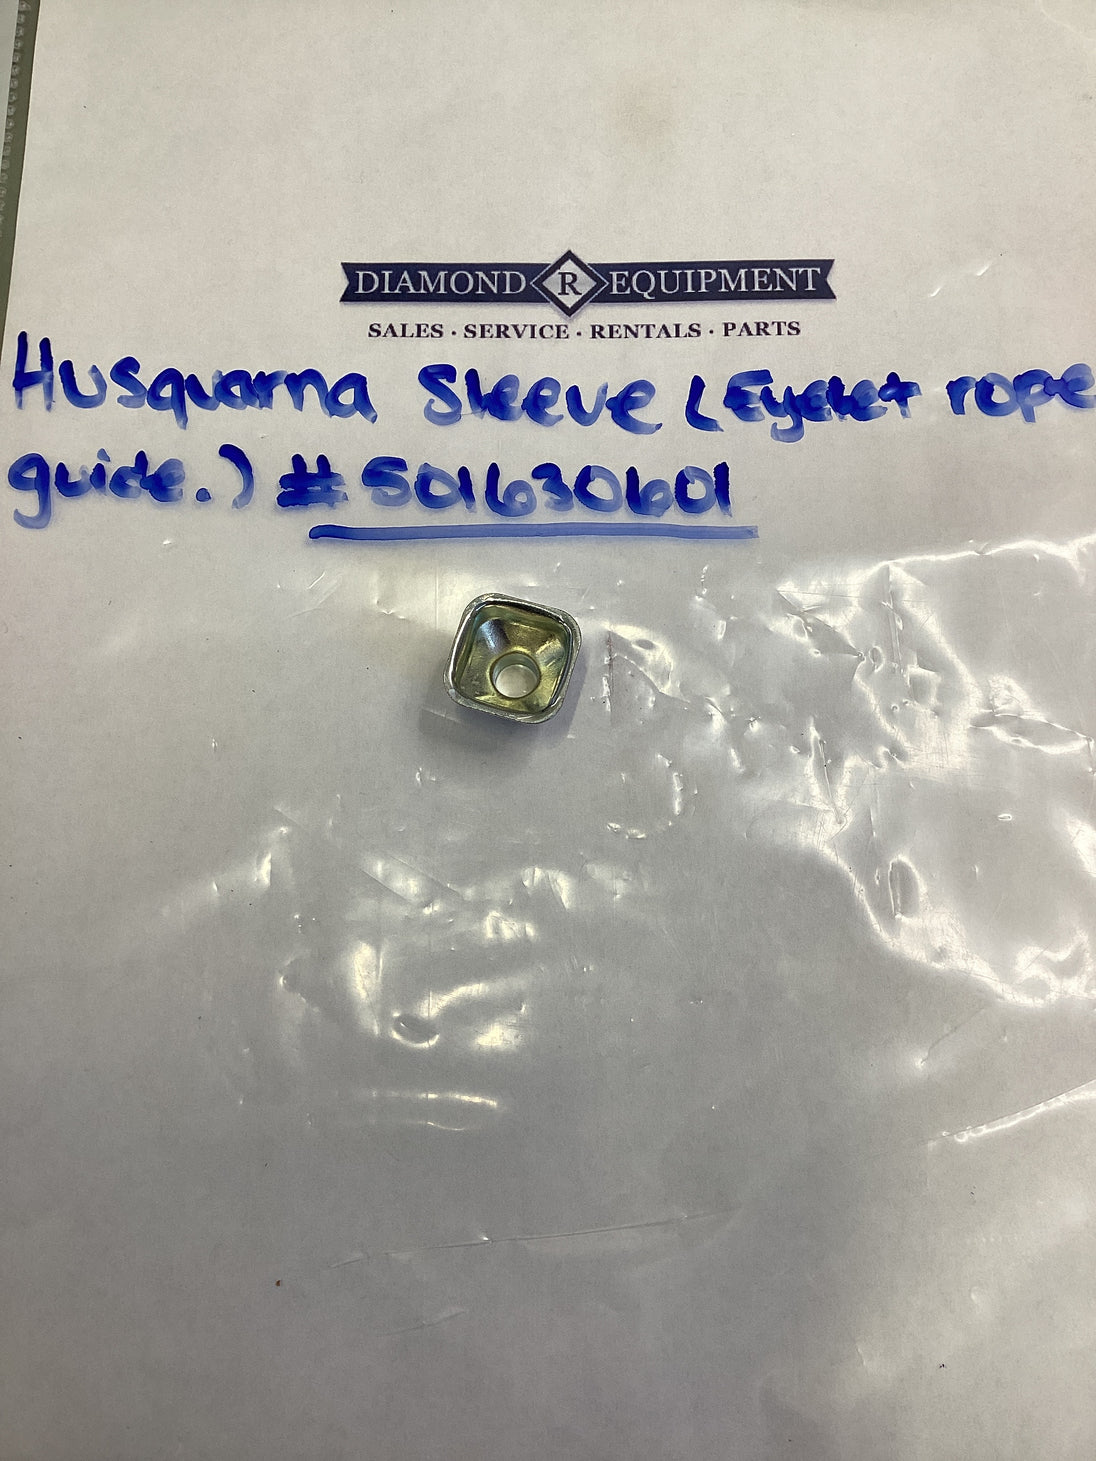 DIAMOND R EQUIPMENT
SALES · SERVICE · RENTALS · PARTS
Husquarna Sleeve (Eyelet rope
guide.) # 501630601